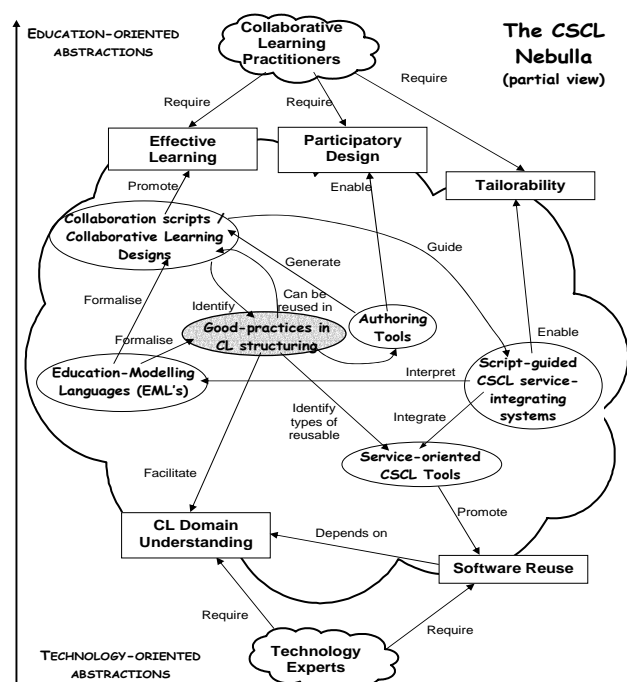 EDUCATION-ORIENTED
ABSTRACTIONS
Collaborative
Learning
Practitioners
The CSCL
Nebulla
(partial view)
Require
Require
Require
Effective
Learning
Participatory
Design
Tailorability
Promote
Enable
Collaboration scripts /
Collaborative Learning
Designs
Guide
Generate
Formalise
Identify
Can be
reused in
Authoring
Tools
Good-practices in
CL structuring
Formalise
Enable
Education-Modelling
Languages (EML's)
Interpret
Script-guided
CSCL service-
integrating
systems
Identify
types of
reusable
Integrate
Service-oriented
CSCL Tools
Facilitate
Promote
CL Domain
Understanding
Depends on
Software Reuse
Require
Require
Technology
Experts
TECHNOLOGY-ORIENTED
ABSTRACTIONS